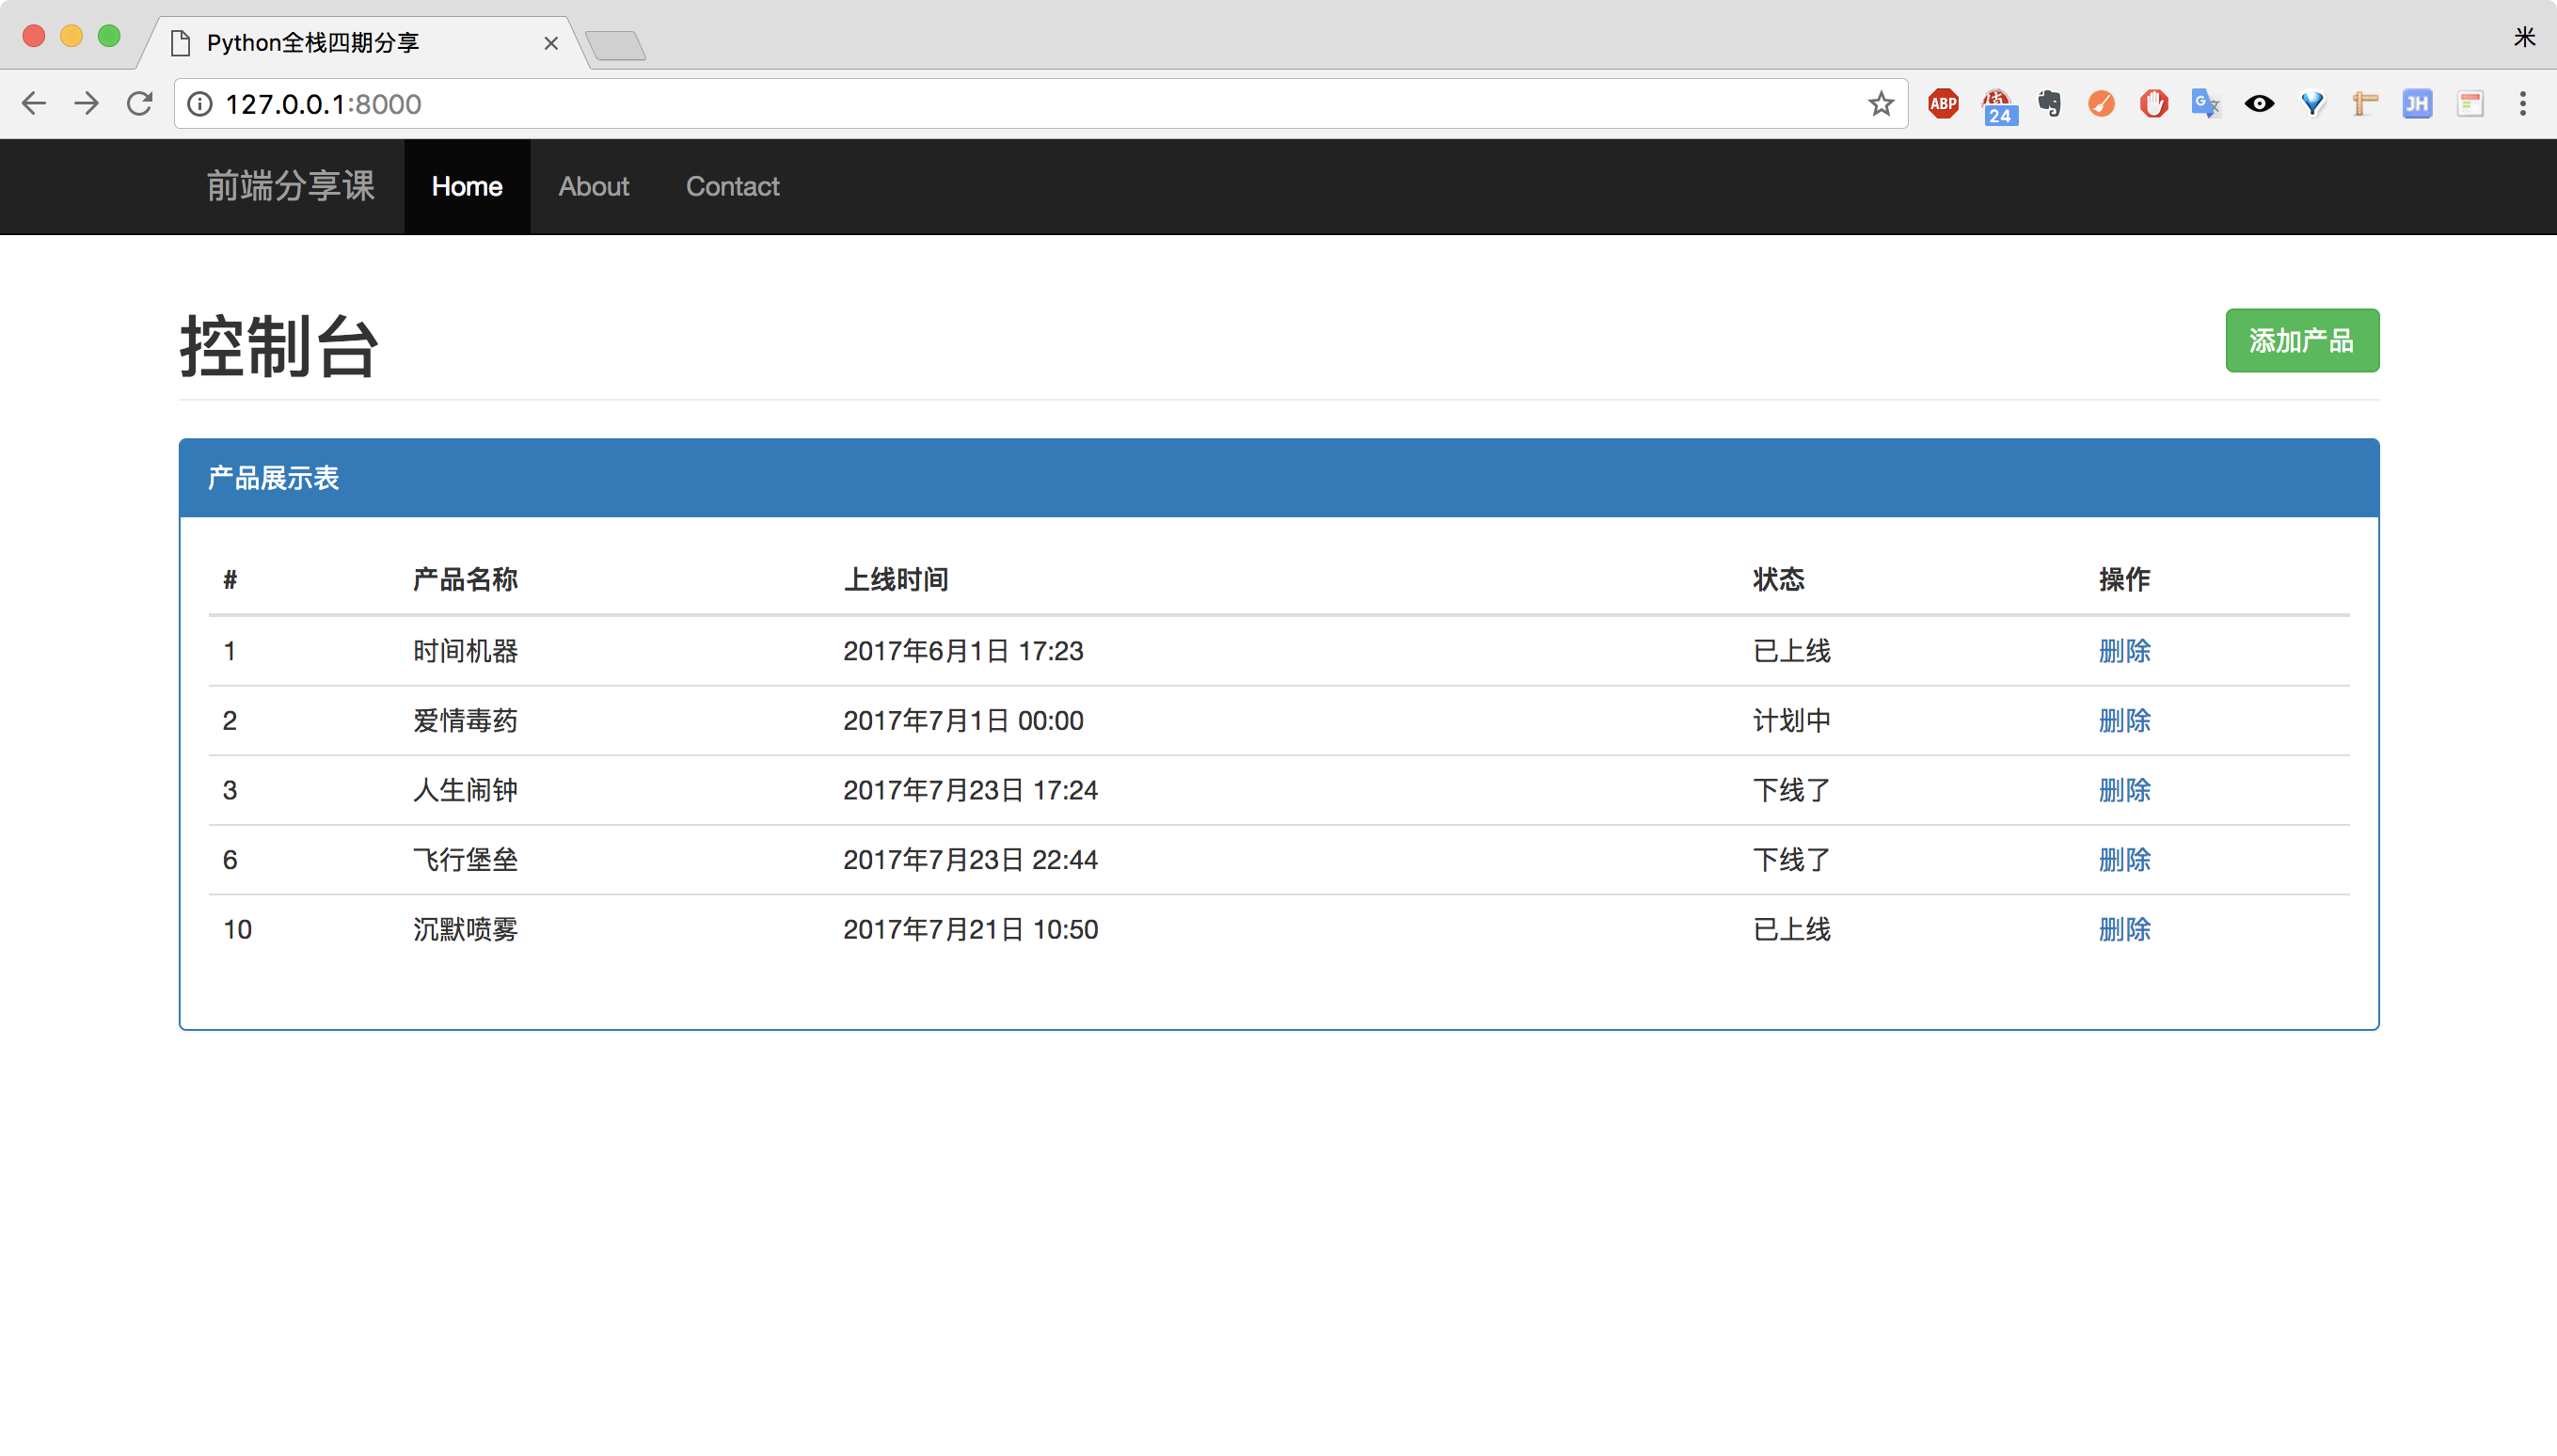 Python全栈四期分享
米
127.0.0.1:8000
ABP
24
JH
前端分享课 Home About Contact
控制台
添加产品
产品展示表
# 产品名称 上线时间 状态 操作
1 时间机器 2017年6月1日 17:23 已上线 删除
2 爱情毒药 2017年7月1日 00:00 计划中 删除
3 人生闹钟 2017年7月23日 17:24 下线了 删除
6 飞行堡垒 2017年7月23日 22:44 下线了 删除
10 沉默喷雾 2017年7月21日 10:50 已上线 删除